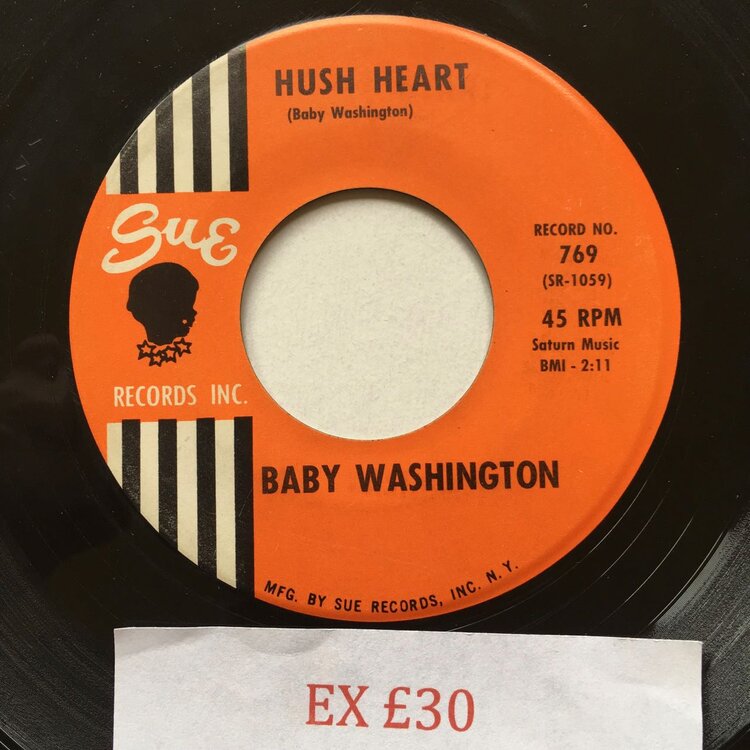 HUSH HEART
(Baby Washington)
Sue
RECORDS INC.
RECORD NO.
769
(SR-1059)
45 RPM
Saturn Music
BMI - 2:11
BABY WASHINGTON
MFG. BY SUE RECORDS, INC. N. Y.
EX £30